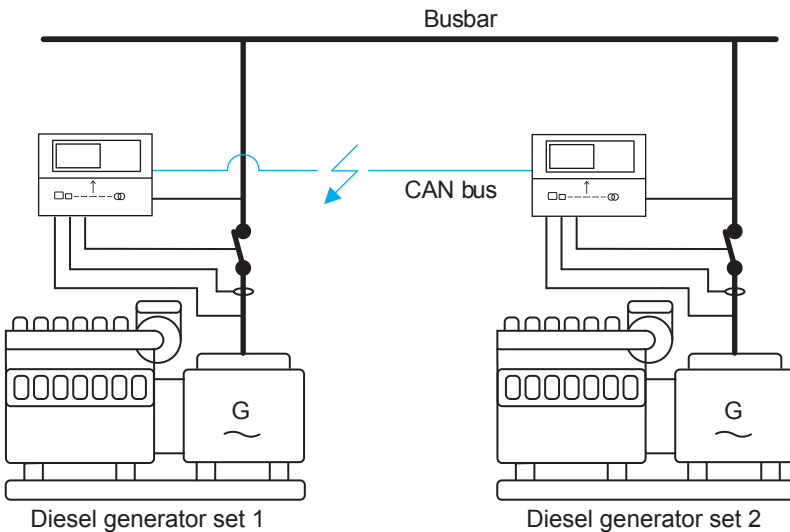 Busbar
CAN bus
G
G
Diesel generator set 1
Diesel generator set 2